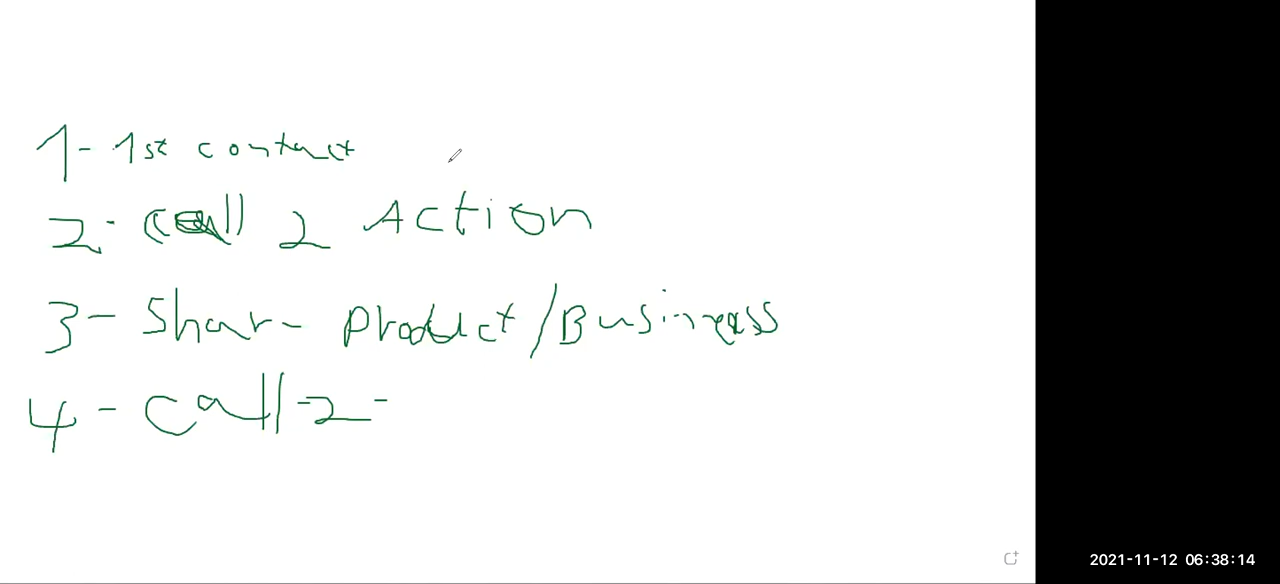 1- 1st contact
2- call 2 Action
3- Shar- Product/Business
4- call-2-
2021-11-12 06:38:14